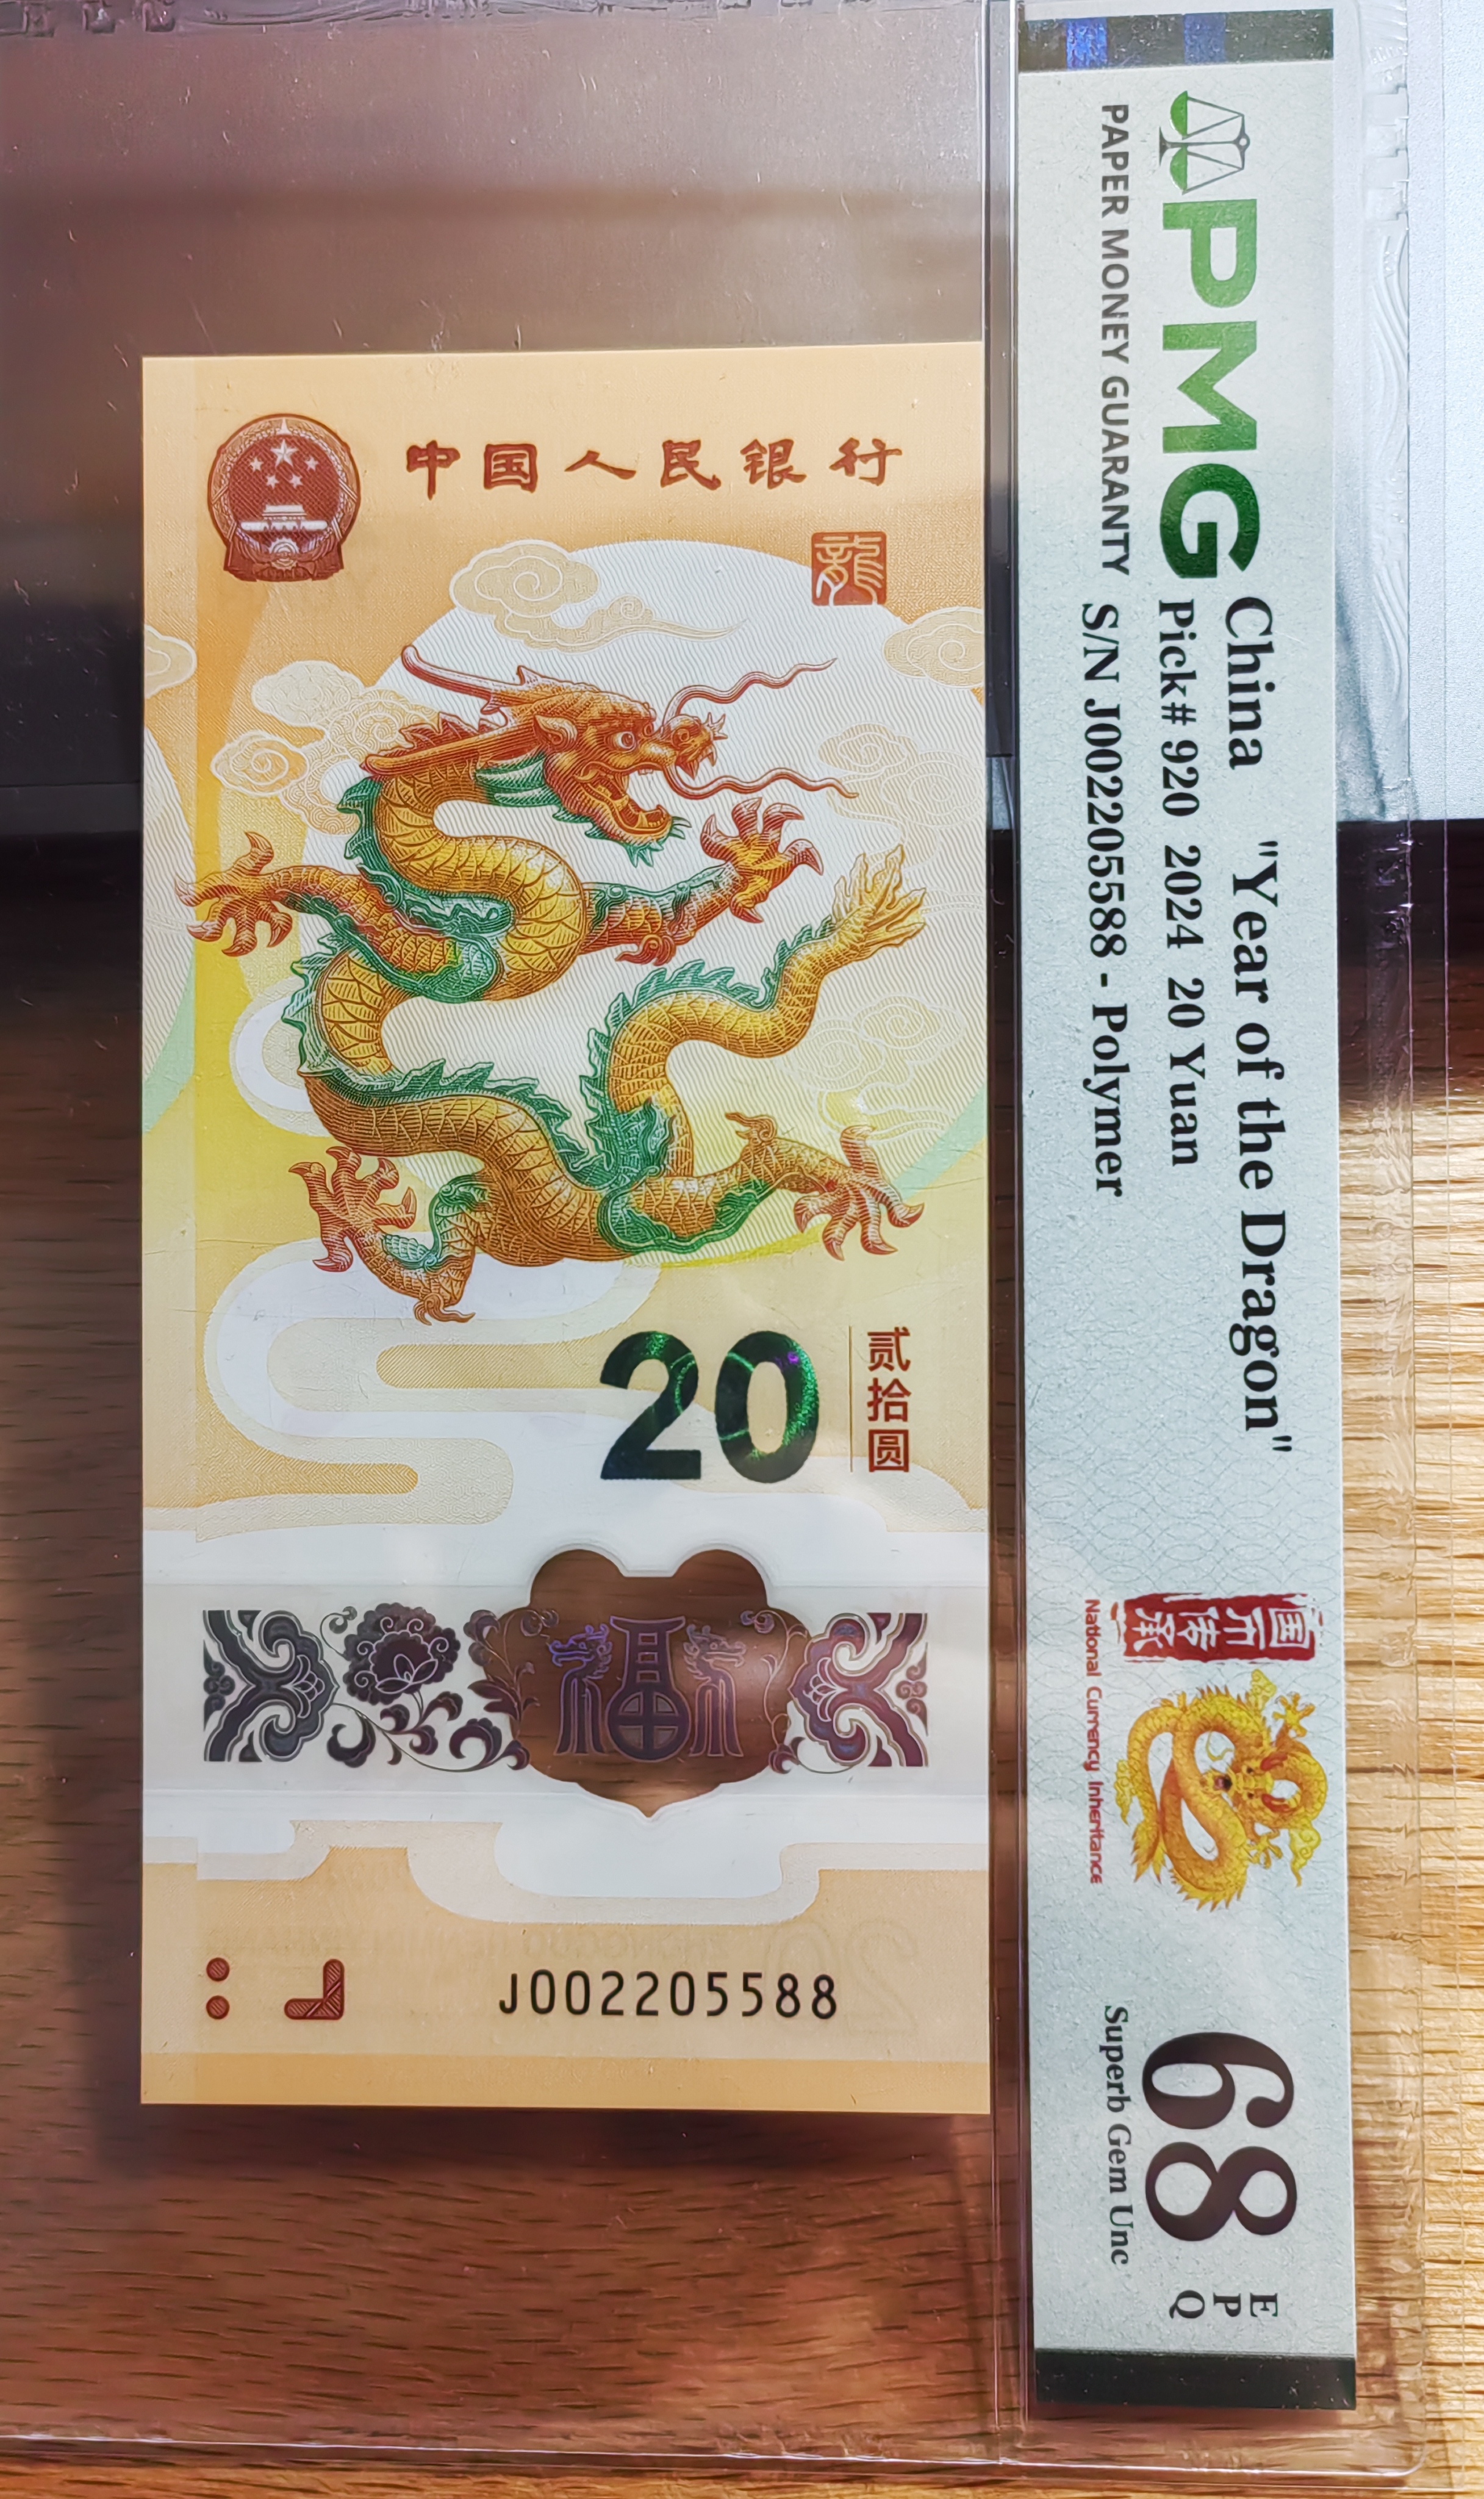 中国人民银行
龍
20
贰拾圆
福
J002205588
PMG
PAPER MONEY GUARANTY
China "Year of the Dragon"
Pick# 920 2024 20 Yuan
S/N J002205588 - Polymer
国币传承
National Currency Inheritance
68
EPQ
Superb Gem Unc